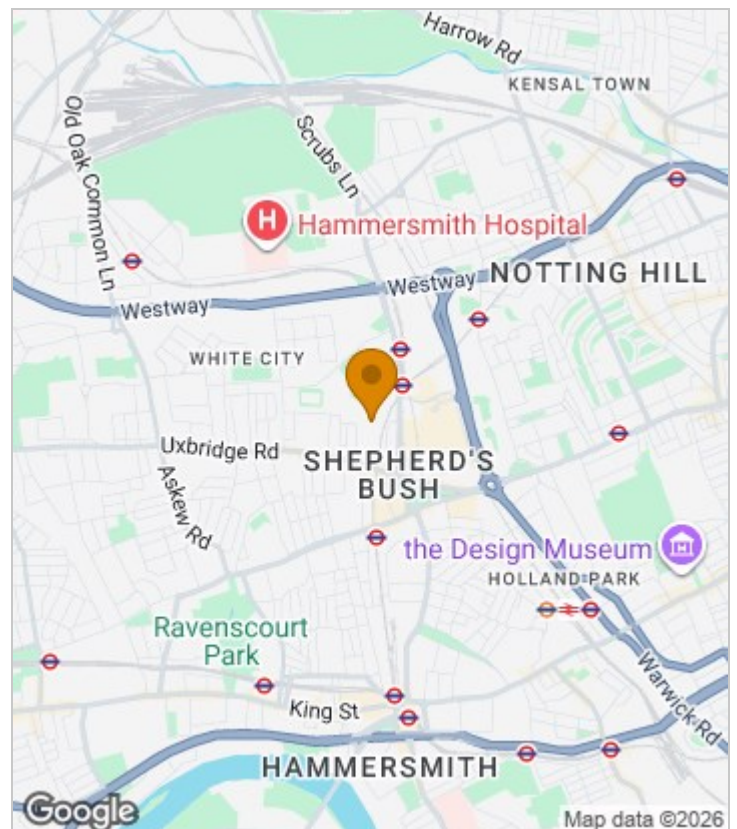 Harrow Rd
KENSAL TOWN
Old Oak Common Ln
Scrubs Ln
H
Hammersmith Hospital
NOTTING HILL
Westway
Westway
WHITE CITY
Uxbridge Rd
SHEPHERD'S
BUSH
Askew Rd
the Design Museum
HOLLAND PARK
Ravenscourt
Park
Warwick Rd
King St
HAMMERSMITH
Google
Map data ©2026